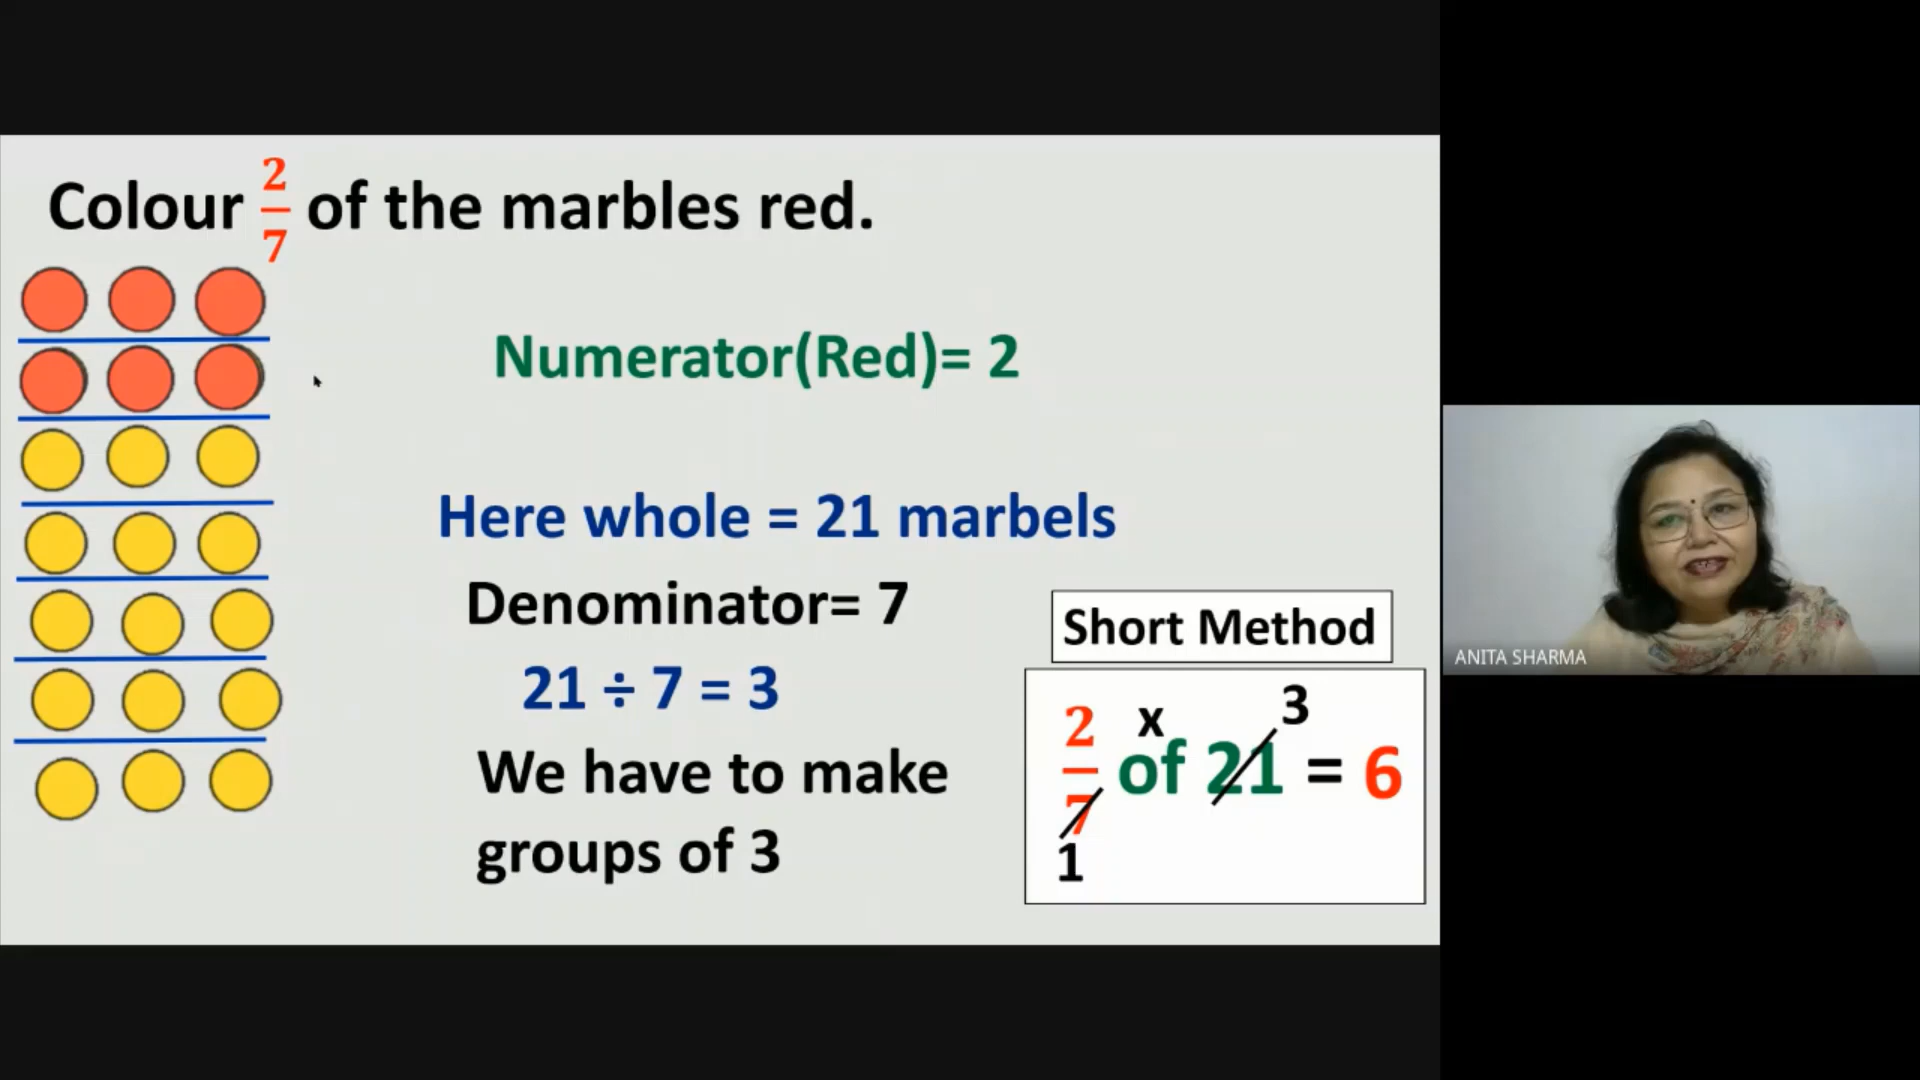 Colour 2/7 of the marbles red.
Numerator(Red)= 2
Here whole = 21 marbels
Denominator= 7
21 ÷ 7 = 3
We have to make
groups of 3
Short Method
x 3
2/7 of 21 = 6
1
ANITA SHARMA